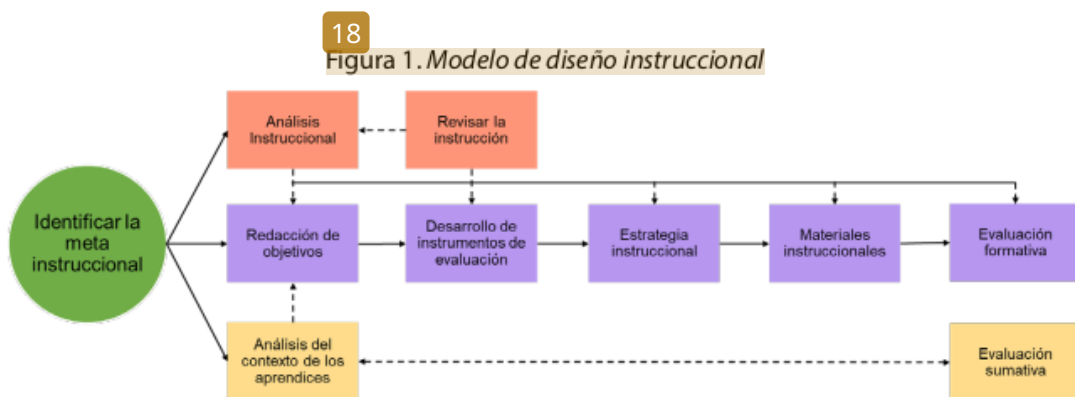 18
Figura 1. Modelo de diseño instruccional
Análisis
Instruccional
Revisar la
instrucción
Identificar la
meta
instruccional
Redacción de
objetivos
Desarrollo de
instrumentos de
evaluación
Estrategia
instruccional
Materiales
instruccionales
Evaluación
formativa
Análisis del
contexto de los
aprendices
Evaluación
sumativa